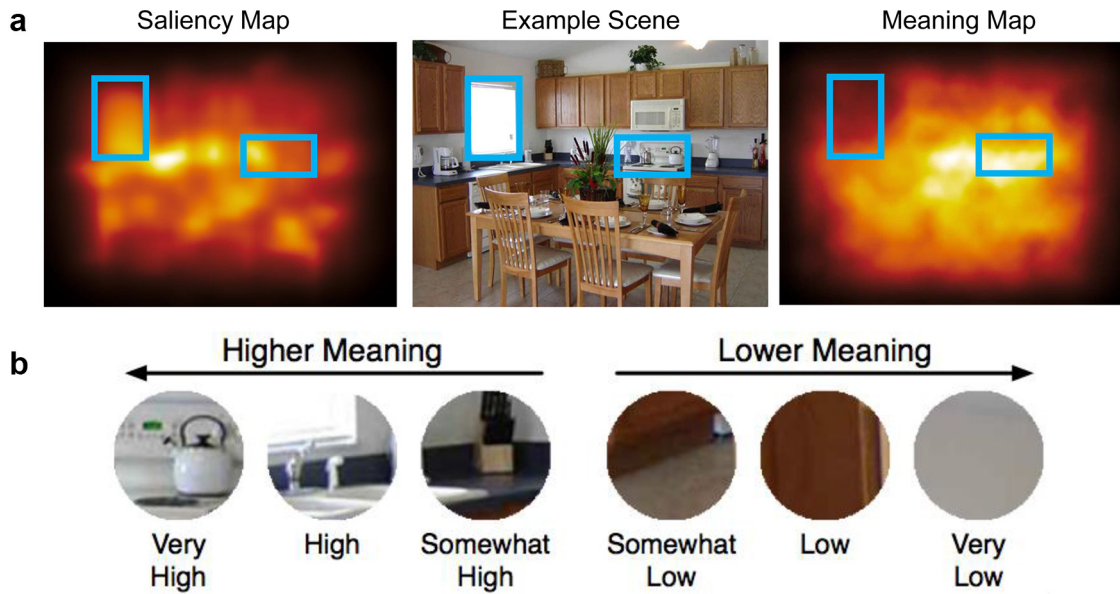 a
Saliency Map
Example Scene
Meaning Map
b
Higher Meaning
Lower Meaning
Very
High
High
Somewhat
High
Somewhat
Low
Low
Very
Low